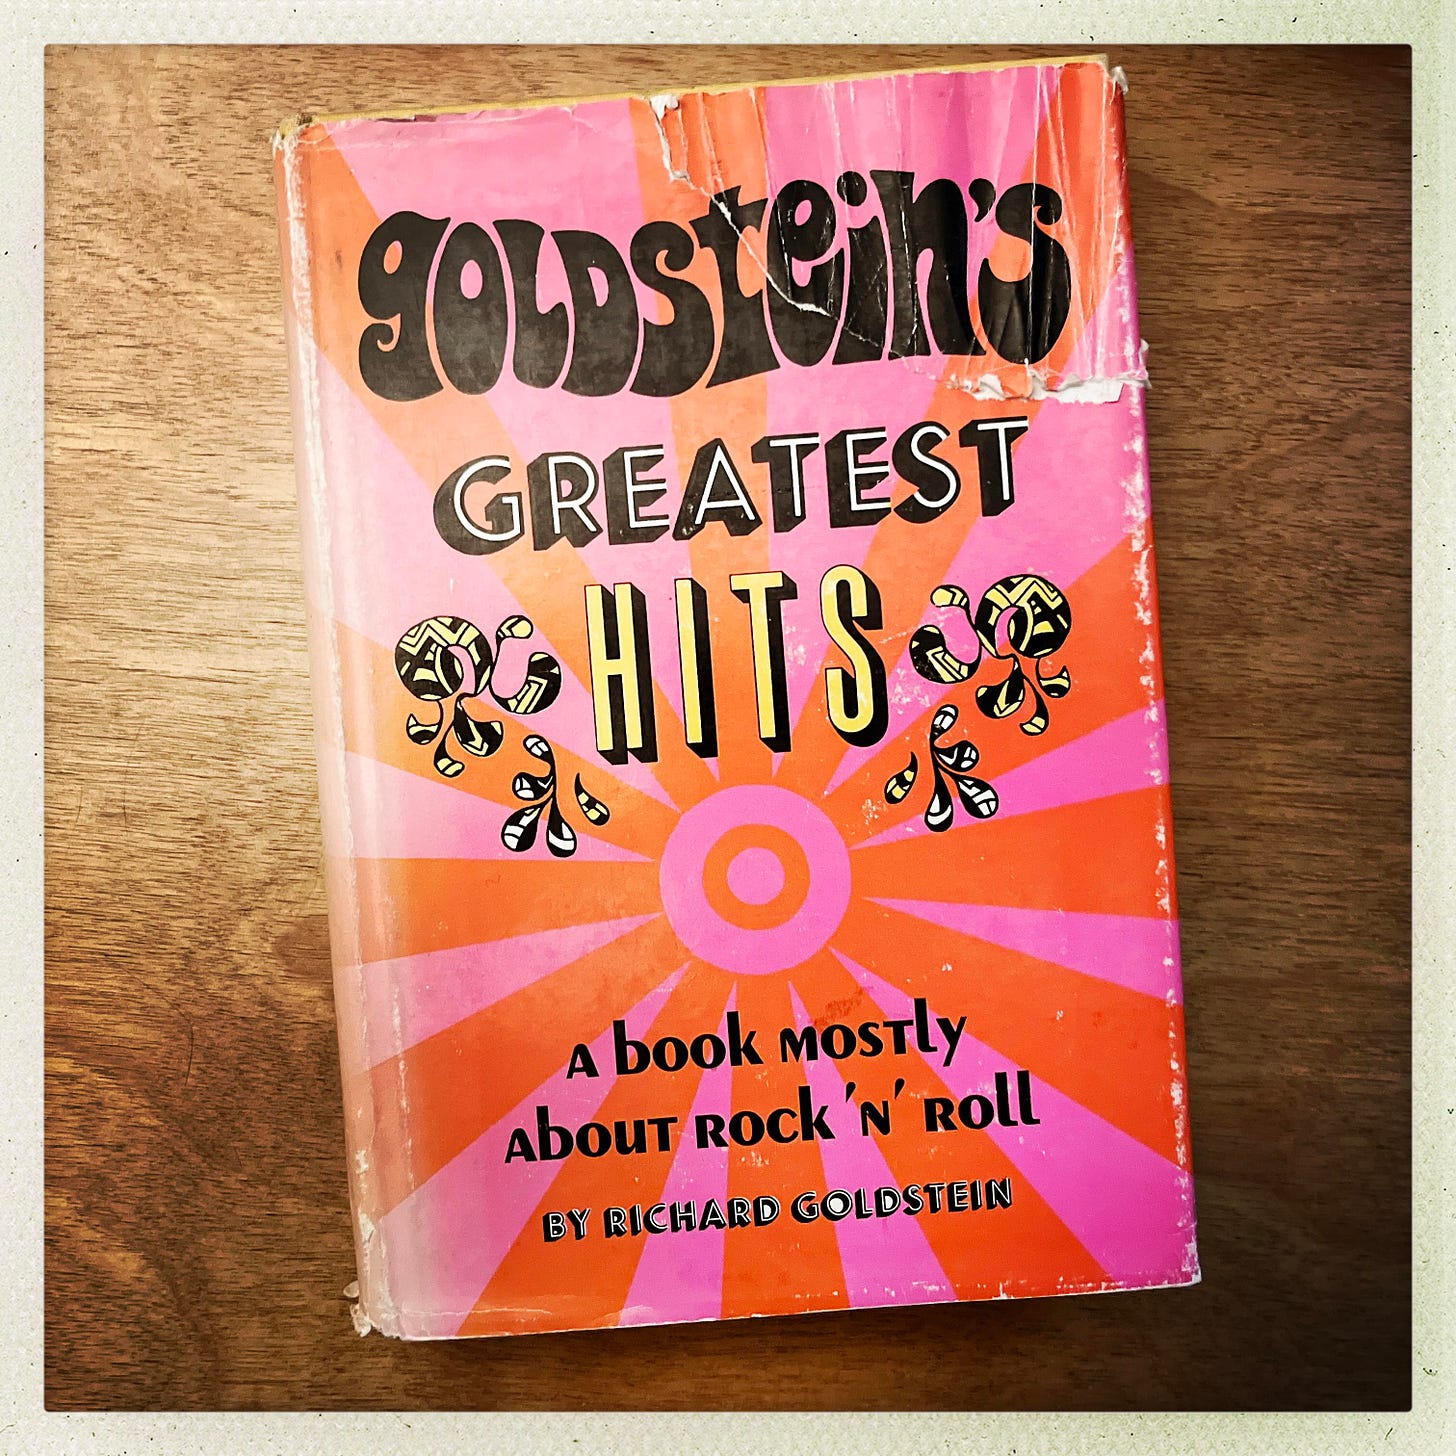 goldstein's
GREATEST
HITS
A book mostly
About rock 'n' roll
BY RICHARD GOLDSTEIN